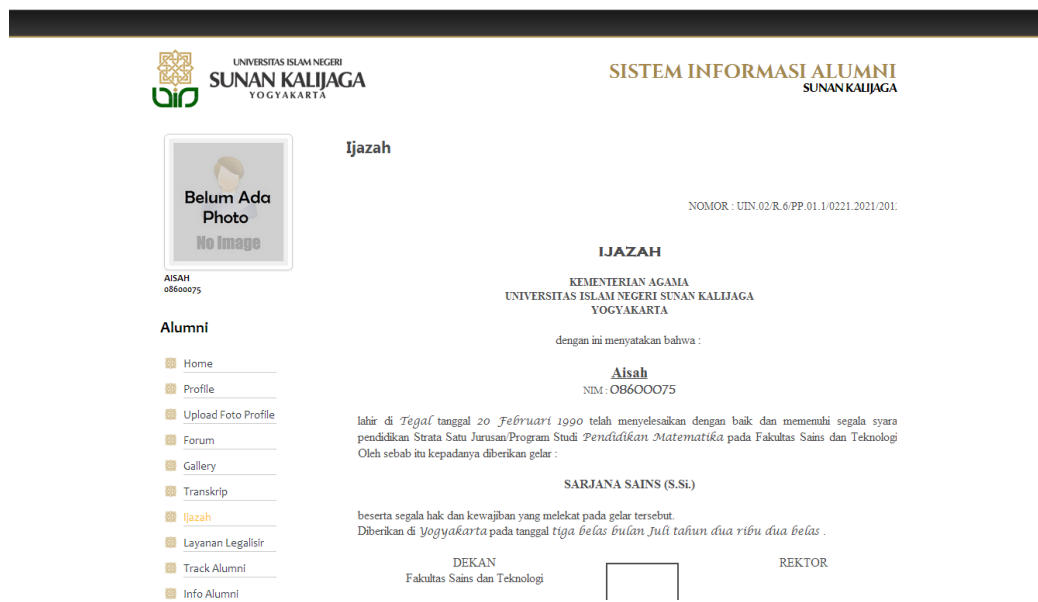 UNIVERSITAS ISLAM NEGERI
SUNAN KALIJAGA
YOGYAKARTA
SISTEM INFORMASI ALUMNI
SUNAN KALIJAGA
Belum Ada
Photo
No Image
AISAH
08600075
Alumni
Home
Profile
Upload Foto Profile
Forum
Gallery
Transkrip
Ijazah
Layanan Legalisir
Track Alumni
Info Alumni
Ijazah
NOMOR : UIN.02/R.6/PP.01.1/0221.2021/201
IJAZAH
KEMENTERIAN AGAMA
UNIVERSITAS ISLAM NEGERI SUNAN KALIJAGA
YOGYAKARTA
dengan ini menyatakan bahwa :
Aisah
NIM : 08600075
lahir di Tegal tanggal 20 Februari 1990 telah menyelesaikan dengan baik dan memenuhi segala syara
pendidikan Strata Satu Jurusan/Program Studi Pendidikan Matematika pada Fakultas Sains dan Teknologi
Oleh sebab itu kepadanya diberikan gelar :
SARJANA SAINS (S.Si.)
beserta segala hak dan kewajiban yang melekat pada gelar tersebut.
Diberikan di Yogyakarta pada tanggal tiga belas bulan Juli tahun dua ribu dua belas .
DEKAN
Fakultas Sains dan Teknologi
REKTOR